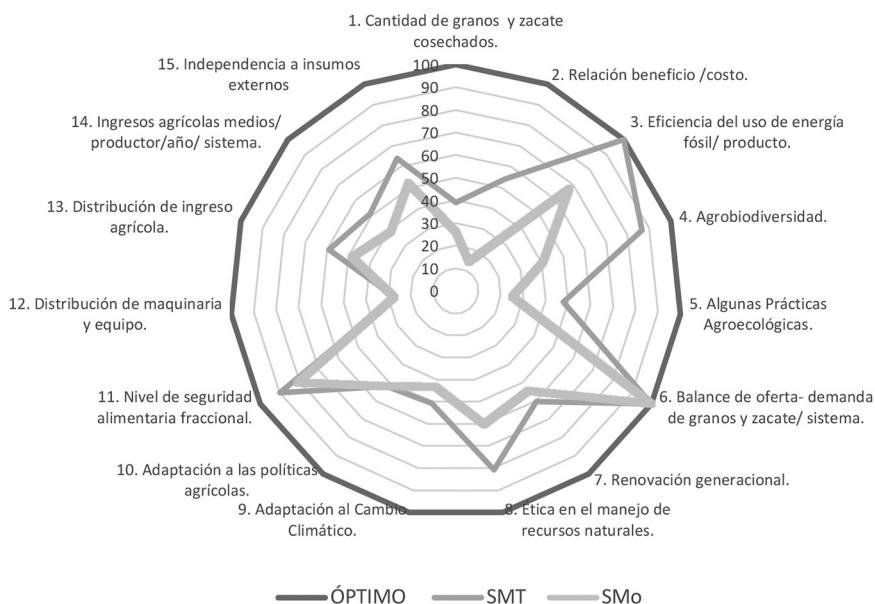 1. Cantidad de granos y zacate
cosechados.
2. Relación beneficio /costo.
3. Eficiencia del uso de energía
fósil/ producto.
4. Agrobiodiversidad.
5. Algunas Prácticas
Agroecológicas.
6. Balance de oferta- demanda
de granos y zacate/ sistema.
7. Renovación generacional.
8. Ética en el manejo de
recursos naturales.
9. Adaptación al Cambio
Climático.
10. Adaptación a las políticas
agrícolas.
11. Nivel de seguridad
alimentaria fraccional.
12. Distribución de maquinaria
y equipo.
13. Distribución de ingreso
agrícola.
14. Ingresos agrícolas medios/
productor/año/ sistema.
15. Independencia a insumos
externos
100
90
80
70
60
50
40
30
20
10
0
ÓPTIMO SMT SMo